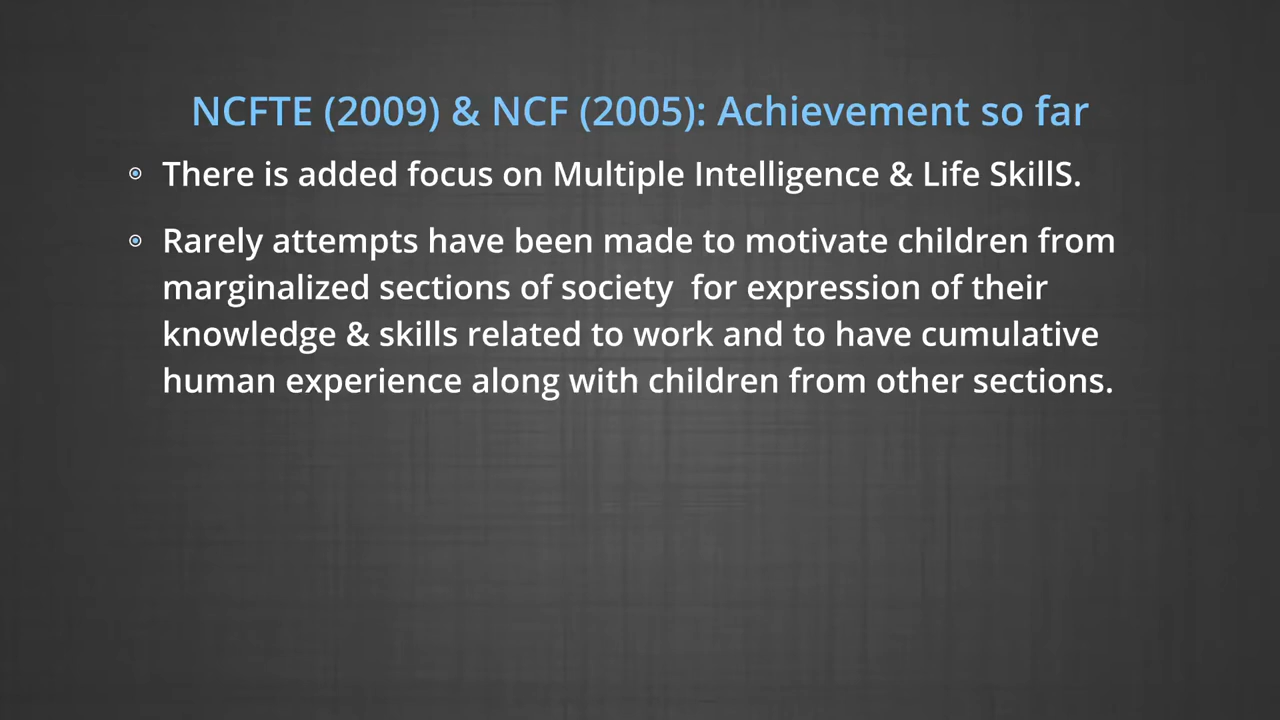 NCFTE (2009) & NCF (2005): Achievement so far
There is added focus on Multiple Intelligence & Life SkillS.
Rarely attempts have been made to motivate children from
marginalized sections of society  for expression of their
knowledge & skills related to work and to have cumulative
human experience along with children from other sections.